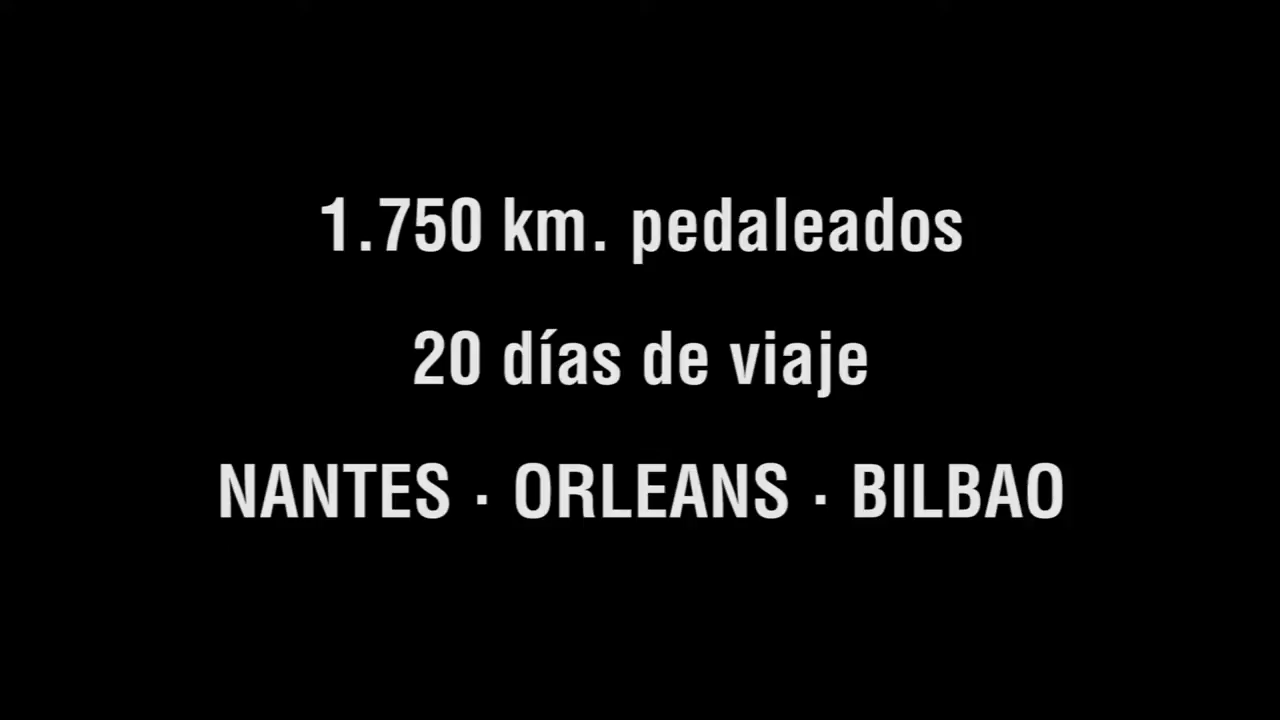 1.750 km. pedaleados
20 días de viaje
NANTES · ORLEANS · BILBAO